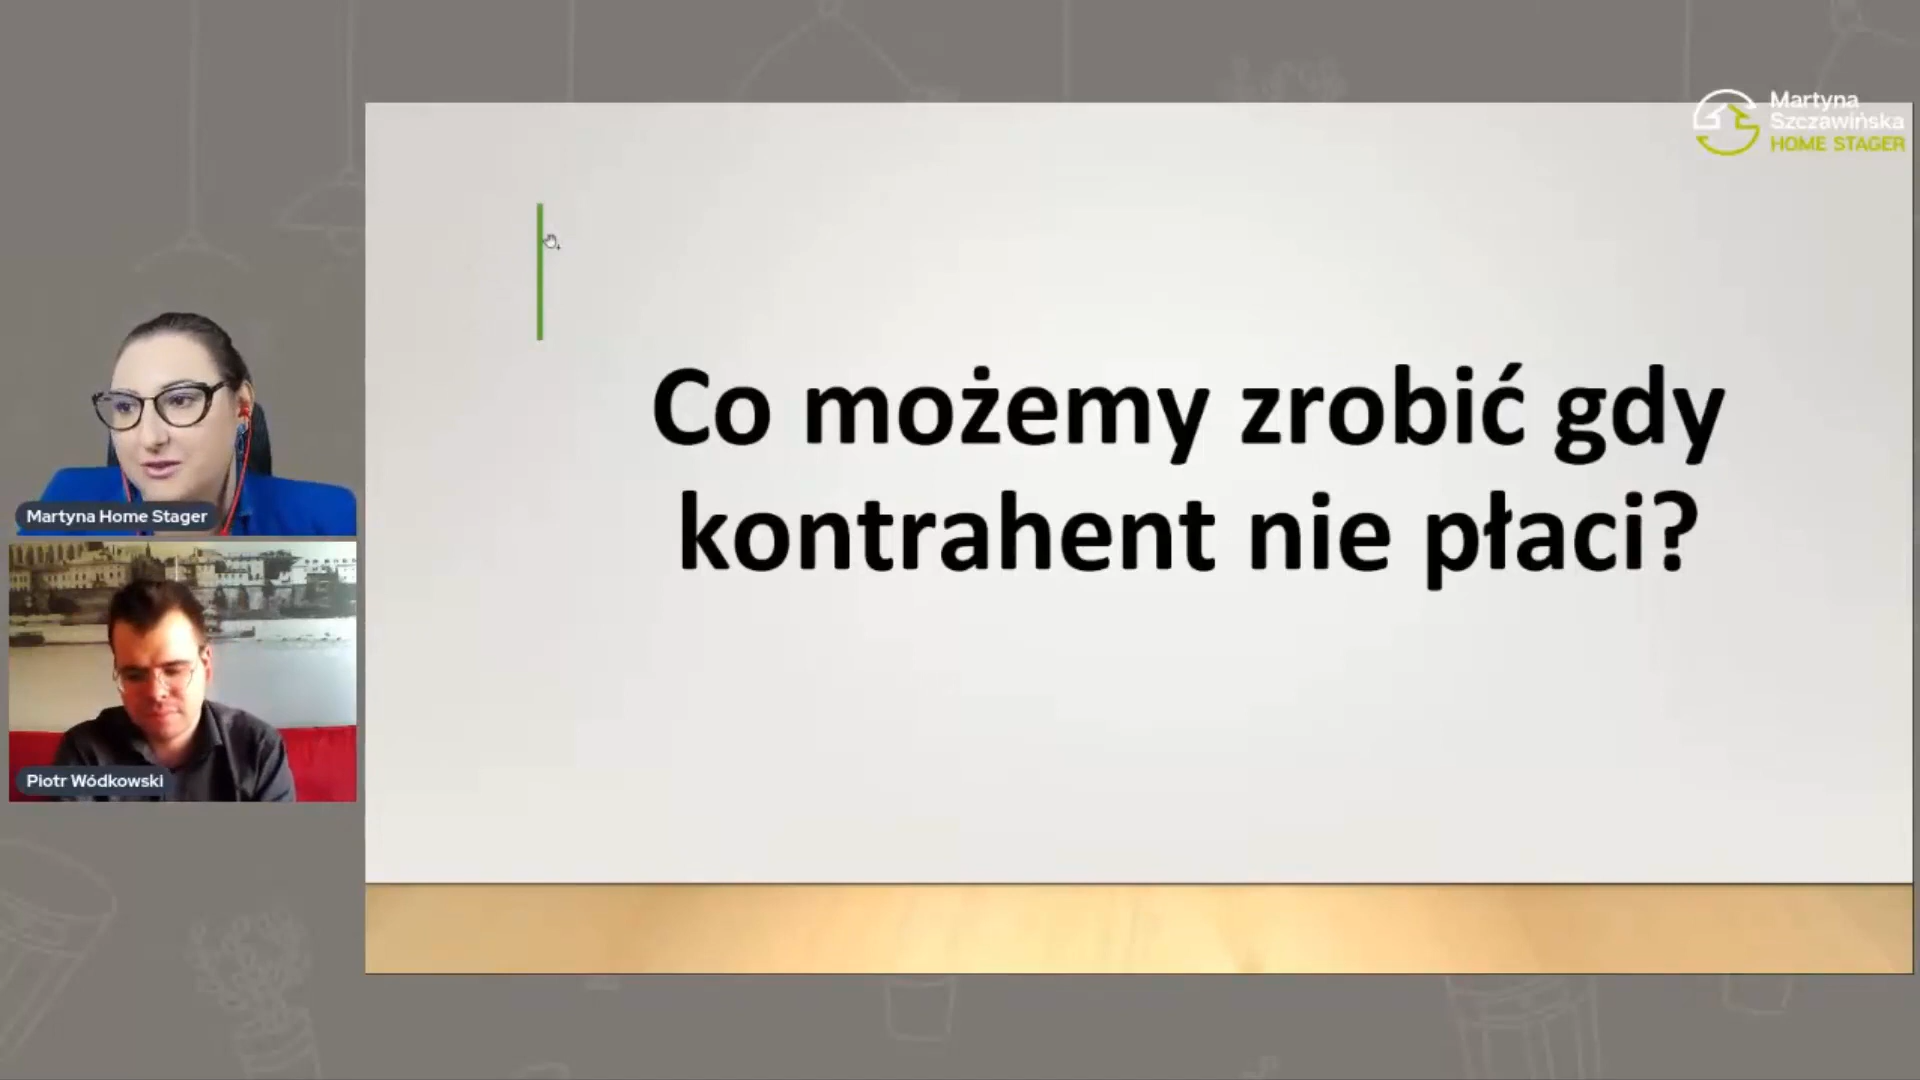 Martyna
Szczawińska
HOME STAGER
Co możemy zrobić gdy
kontrahent nie płaci?
Martyna Home Stager
Piotr Wódkowski